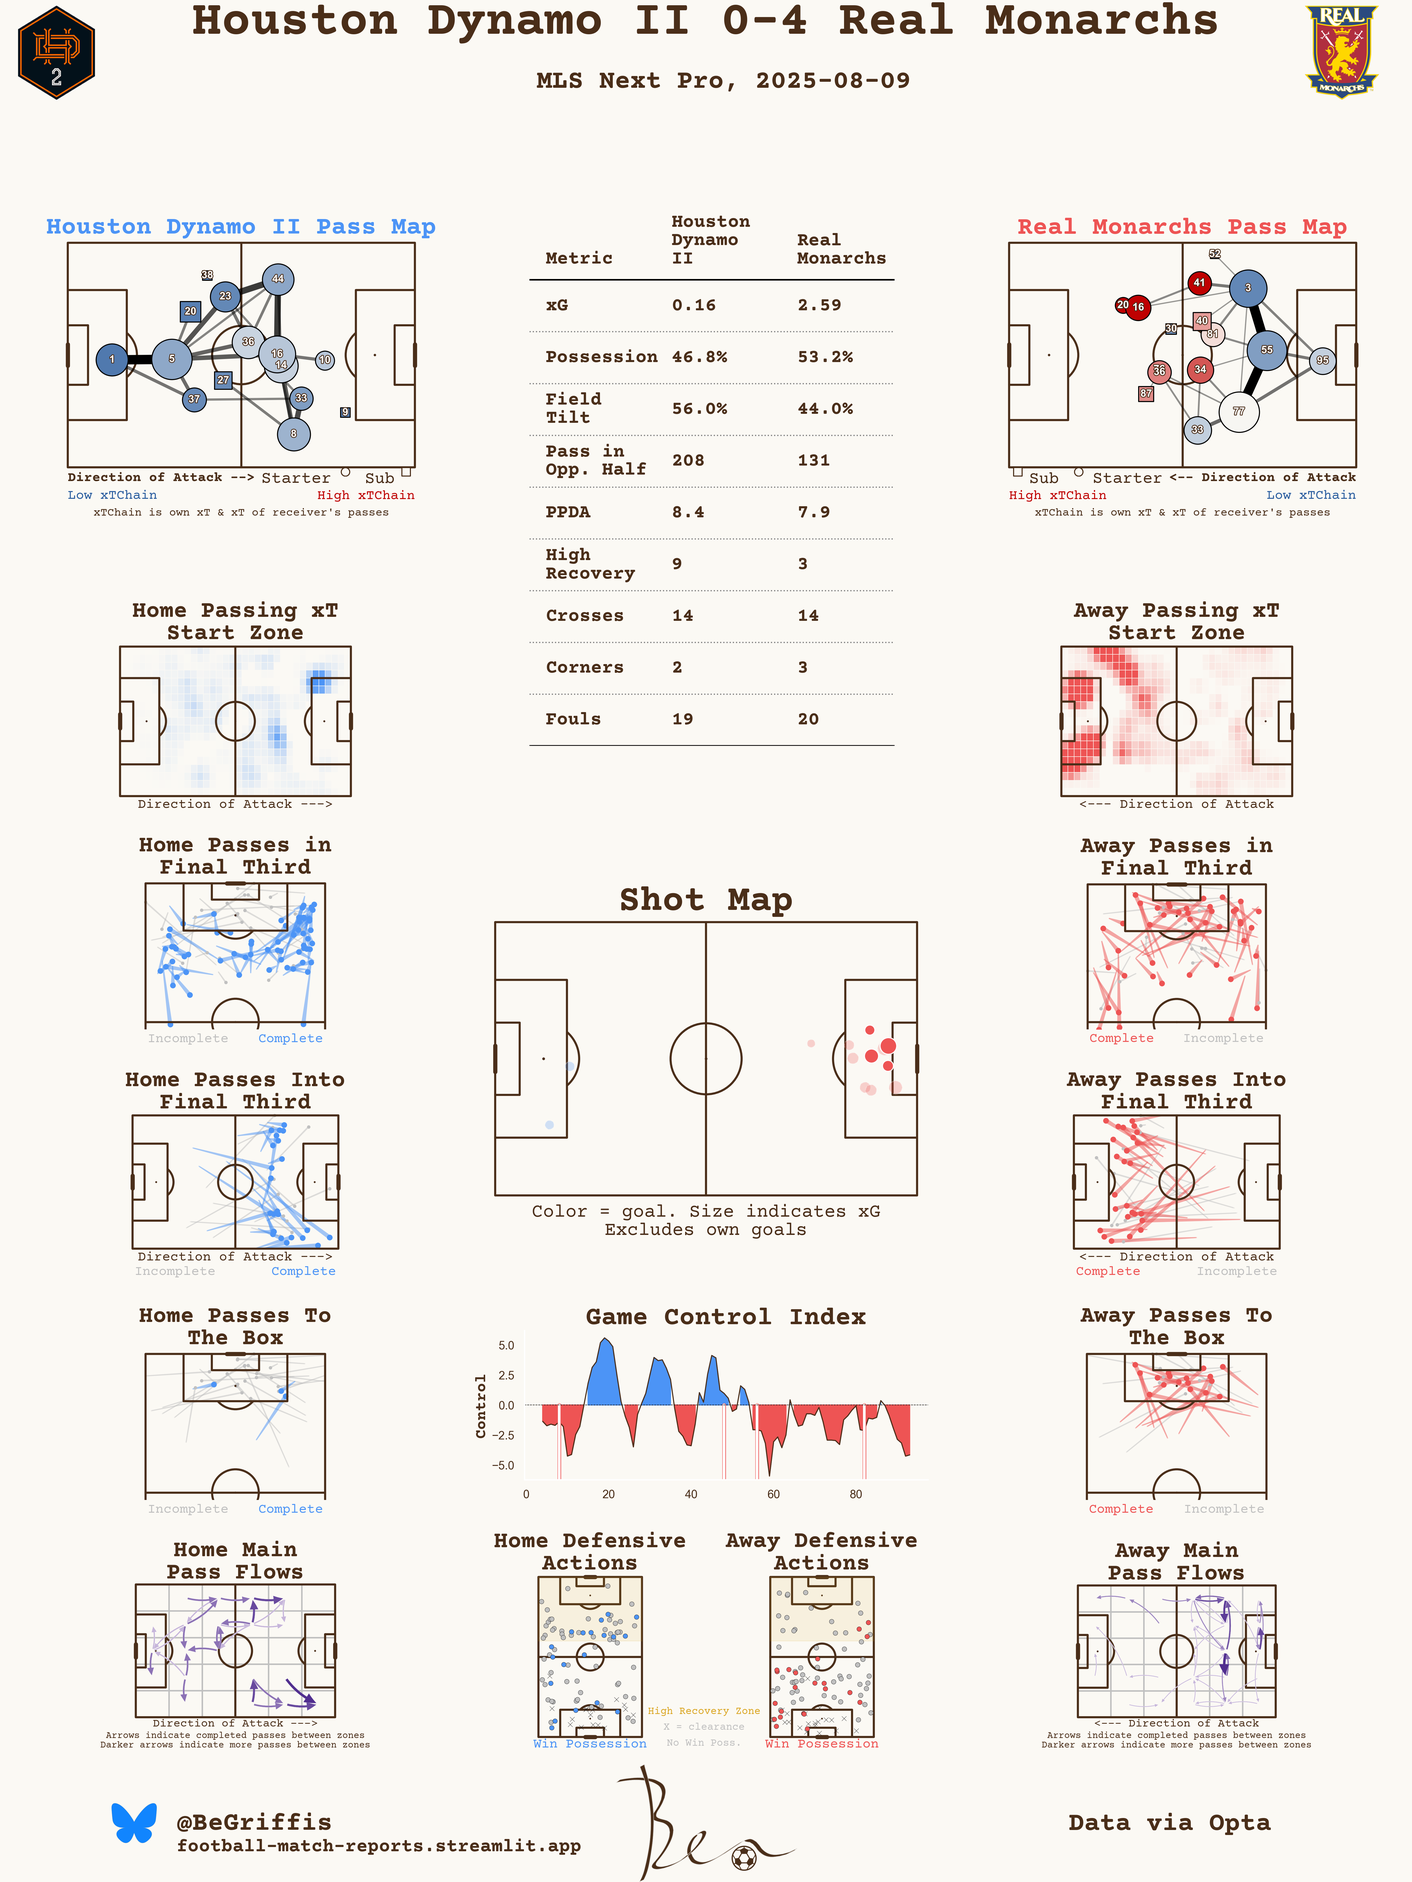 Houston Dynamo II 0-4 Real Monarchs
MLS Next Pro, 2025-08-09
2
REAL
MONARCHS
Houston Dynamo II Pass Map
38
44
23
20
36
16
14
10
1
5
27
37
33
9
8
Direction of Attack --> Starter Sub
Low xTChain High xTChain
xTChain is own xT & xT of receiver's passes
Metric Houston Dynamo II Real Monarchs
xG 0.16 2.59
Possession 46.8% 53.2%
Field Tilt 56.0% 44.0%
Pass in Opp. Half 208 131
PPDA 8.4 7.9
High Recovery 9 3
Crosses 14 14
Corners 2 3
Fouls 19 20
Real Monarchs Pass Map
52
41
3
20
16
40
81
30
55
95
36
34
87
77
33
Sub Starter <-- Direction of Attack
High xTChain Low xTChain
xTChain is own xT & xT of receiver's passes
Home Passing xT
Start Zone
Direction of Attack --->
Away Passing xT
Start Zone
<--- Direction of Attack
Home Passes in
Final Third
Incomplete Complete
Away Passes in
Final Third
Complete Incomplete
Shot Map
Color = goal. Size indicates xG
Excludes own goals
Home Passes Into
Final Third
Direction of Attack --->
Incomplete Complete
Away Passes Into
Final Third
<--- Direction of Attack
Complete Incomplete
Home Passes To
The Box
Incomplete Complete
Game Control Index
Control
5.0
2.5
0.0
−2.5
−5.0
0 20 40 60 80
Away Passes To
The Box
Complete Incomplete
Home Main
Pass Flows
Direction of Attack --->
Arrows indicate completed passes between zones
Darker arrows indicate more passes between zones
Home Defensive
Actions
Win Possession
High Recovery Zone
X = clearance
No Win Poss.
Away Defensive
Actions
Win Possession
Away Main
Pass Flows
<--- Direction of Attack
Arrows indicate completed passes between zones
Darker arrows indicate more passes between zones
@BeGriffis
football-match-reports.streamlit.app
Ben
Data via Opta